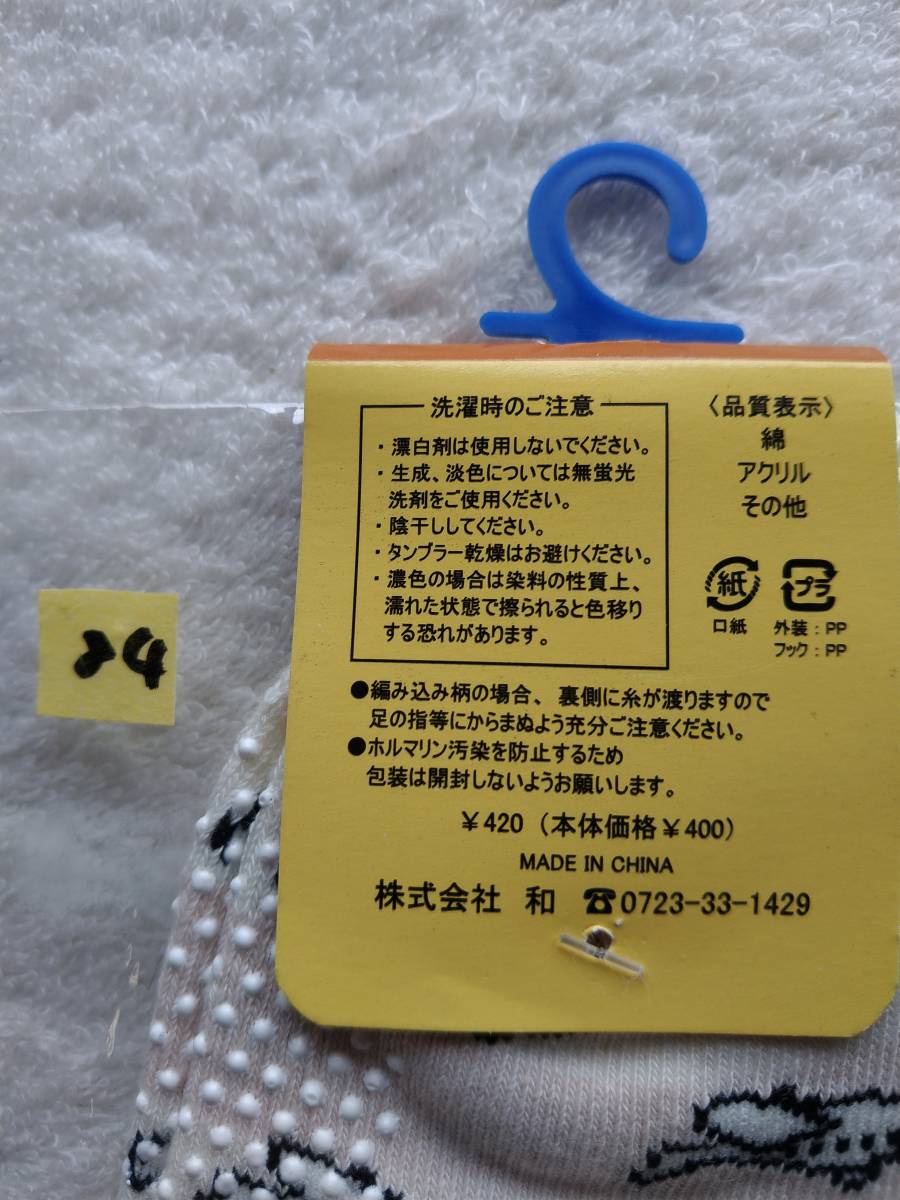 洗濯時のご注意
・漂白剤は使用しないでください。
・生成、淡色については無蛍光
洗剤をご使用ください。
・陰干ししてください。
・タンブラー乾燥はお避けください。
・濃色の場合は染料の性質上、
濡れた状態で擦られると色移り
する恐れがあります。
〈品質表示〉
綿
アクリル
その他
紙
プラ
口紙
外装：PP
フック：PP
24
●編み込み柄の場合、裏側に糸が渡りますので
足の指等にからまぬよう充分ご注意ください。
●ホルマリン汚染を防止するため
包装は開封しないようお願いします。
￥420（本体価格￥400）
MADE IN CHINA
株式会社 和 ☎0723-33-1429